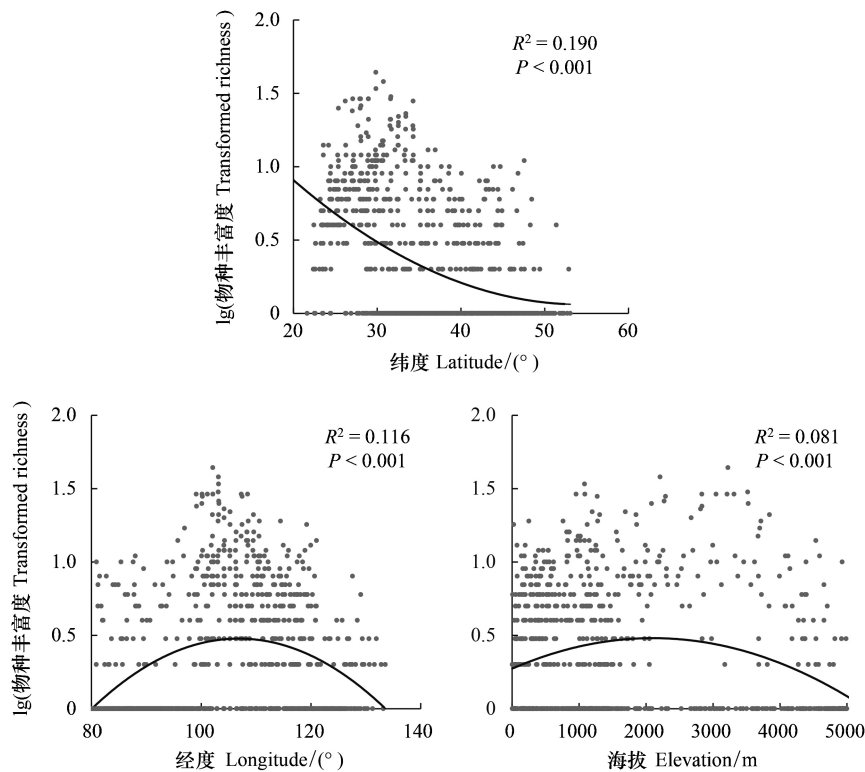 R² = 0.190
P < 0.001
lg(物种丰富度 Transformed richness )
2.0
1.5
1.0
0.5
0
20 30 40 50 60
纬度 Latitude/(° )
R² = 0.116
P < 0.001
lg(物种丰富度 Transformed richness )
2.0
1.5
1.0
0.5
0
80 100 120 140
经度 Longitude/(° )
R² = 0.081
P < 0.001
2.0
1.5
1.0
0.5
0
0 1000 2000 3000 4000 5000
海拔 Elevation/m